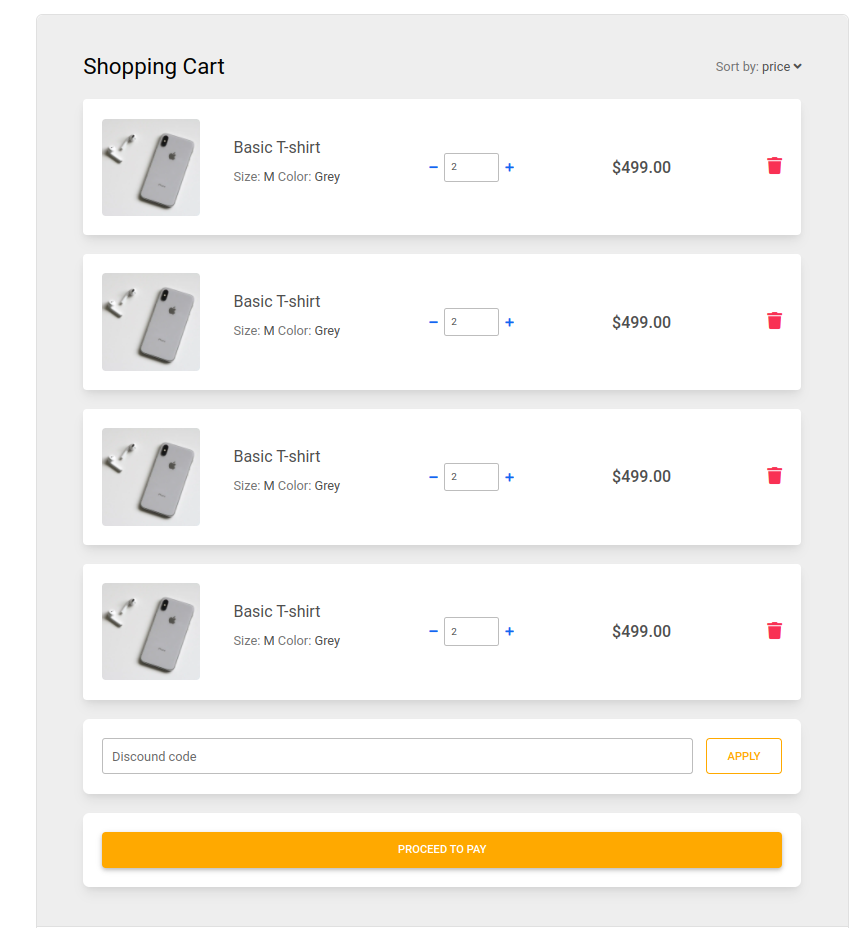 Shopping Cart
Sort by: price
Basic T-shirt
Size: M Color: Grey
2
$499.00
Basic T-shirt
Size: M Color: Grey
2
$499.00
Basic T-shirt
Size: M Color: Grey
2
$499.00
Basic T-shirt
Size: M Color: Grey
2
$499.00
Discound code
APPLY
PROCEED TO PAY